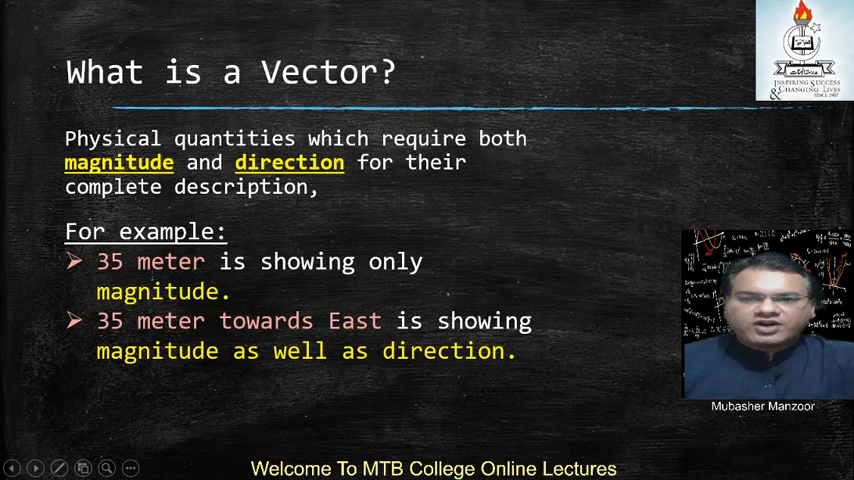 What is a Vector?
Physical quantities which require both
magnitude and direction for their
complete description,
For example:
➢ 35 meter is showing only
magnitude.
➢ 35 meter towards East is showing
magnitude as well as direction.
INSPIRING SUCCESS
& CHANGING LIVES
SINCE 1987
Mubasher Manzoor
Welcome To MTB College Online Lectures